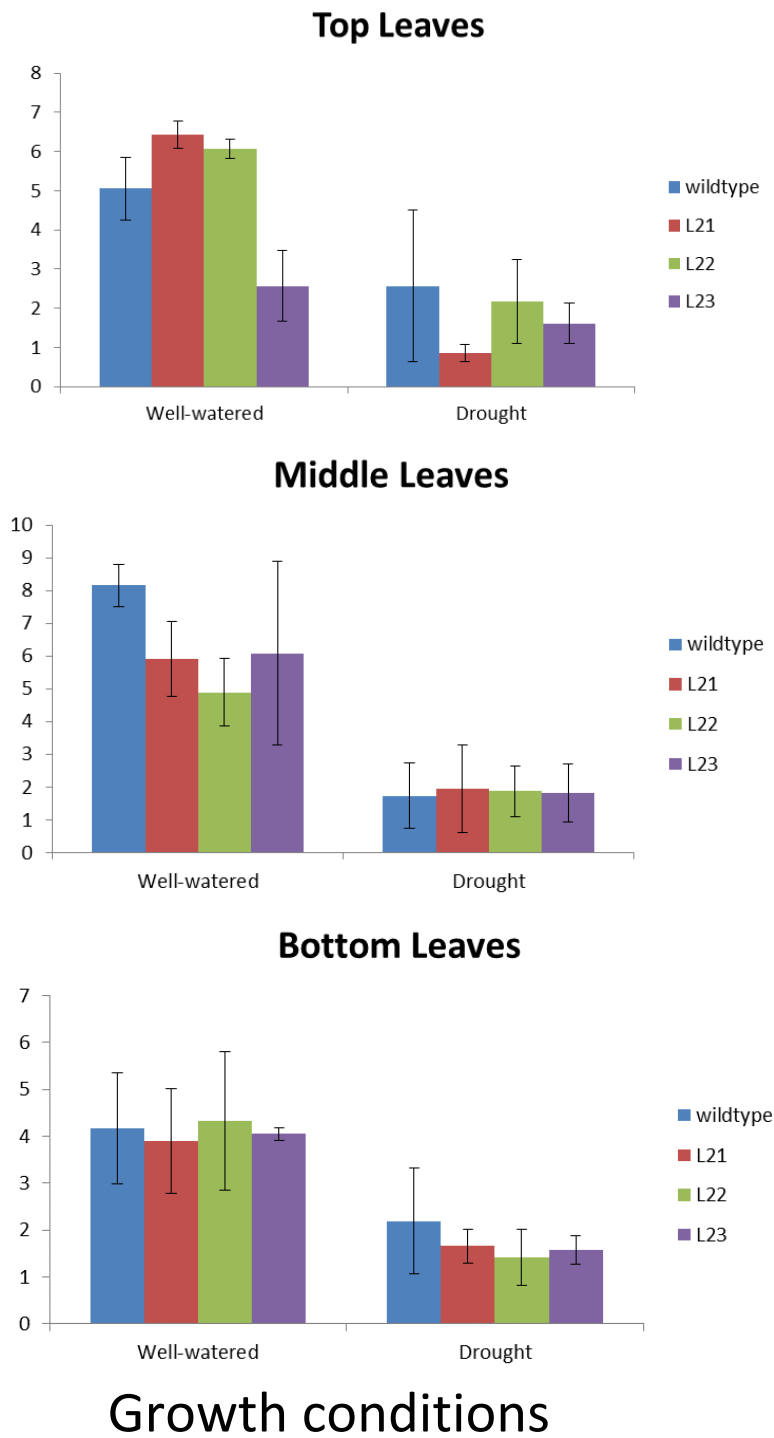 Top Leaves
8
7
6
5
4
3
2
1
0
Well-watered
Drought
wildtype
L21
L22
L23
Middle Leaves
10
9
8
7
6
5
4
3
2
1
0
Well-watered
Drought
wildtype
L21
L22
L23
Bottom Leaves
7
6
5
4
3
2
1
0
Well-watered
Drought
wildtype
L21
L22
L23
Growth conditions